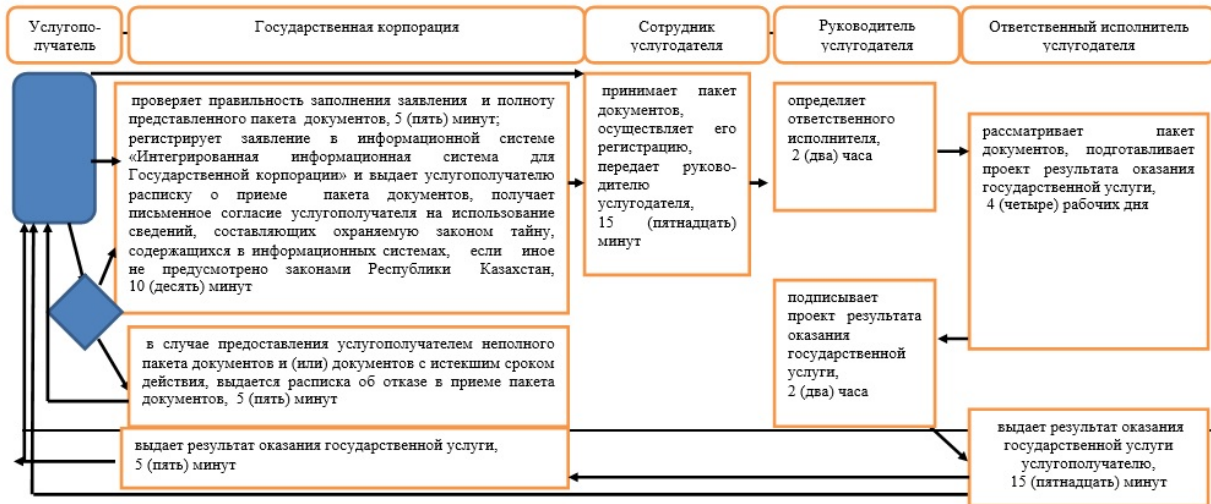 Услугопо-
лучатель
Государственная корпорация
Сотрудник
услугодателя
Руководитель
услугодателя
Ответственный исполнитель
услугодателя
проверяет правильность заполнения заявления и полноту
представленного пакета документов, 5 (пять) минут;
регистрирует заявление в информационной системе
«Интегрированная информационная система для
Государственной корпорации» и выдает услугополучателю
расписку о приеме пакета документов, получает
письменное согласие услугополучателя на использование
сведений, составляющих охраняемую законом тайну,
содержащихся в информационных системах, если иное
не предусмотрено законами Республики Казахстан,
10 (десять) минут
принимает пакет
документов,
осуществляет его
регистрацию,
передает руково-
дителю
услугодателя,
15 (пятнадцать)
минут
определяет
ответственного
исполнителя,
2 (два) часа
рассматривает пакет
документов, подготавливает
проект результата оказания
государственной услуги,
4 (четыре) рабочих дня
подписывает
проект результата
оказания
государственной
услуги,
2 (два) часа
в случае предоставления услугополучателем неполного
пакета документов и (или) документов с истекшим сроком
действия, выдается расписка об отказе в приеме пакета
документов, 5 (пять) минут
выдает результат оказания государственной услуги,
5 (пять) минут
выдает результат оказания
государственной услуги
услугополучателю,
15 (пятнадцать) минут